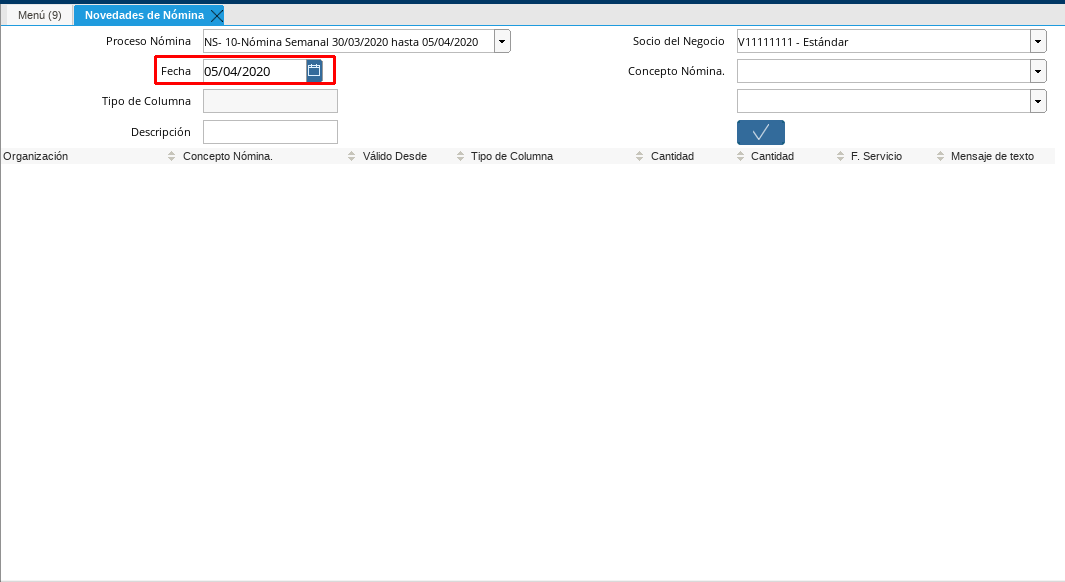 Menú (9) Novedades de Nómina
Proceso Nómina NS- 10-Nómina Semanal 30/03/2020 hasta 05/04/2020 Socio del Negocio V11111111 - Estándar
Fecha 05/04/2020 Concepto Nómina.
Tipo de Columna
Descripción
Organización Concepto Nómina. Válido Desde Tipo de Columna Cantidad Cantidad F. Servicio Mensaje de texto